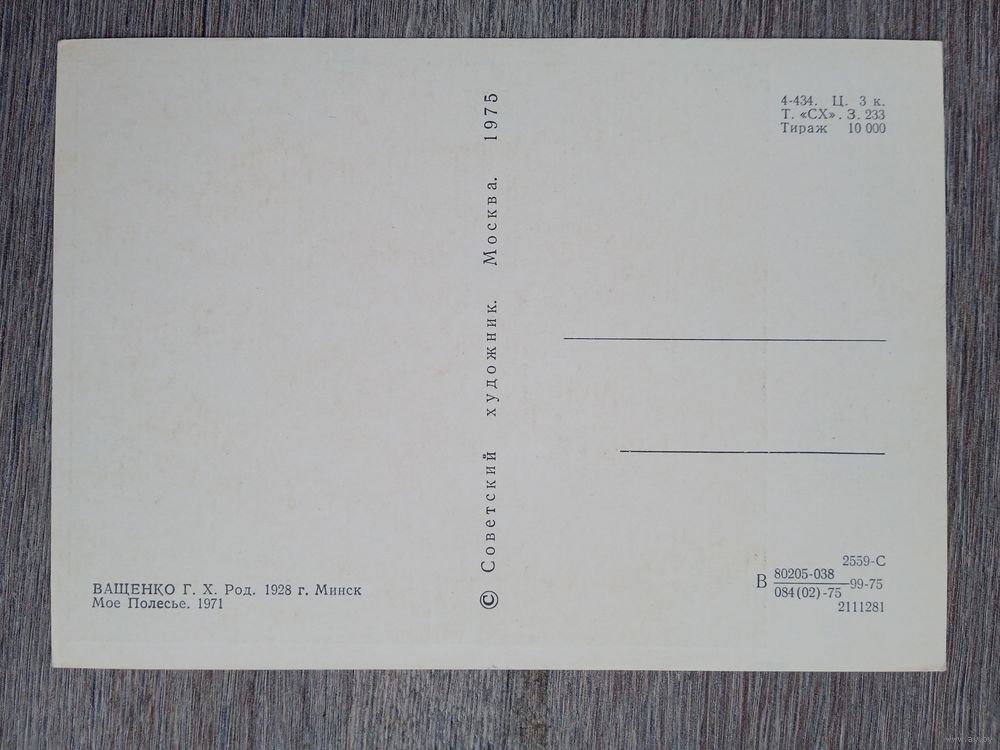 ВАЩЕНКО Г. Х. Род. 1928 г. Минск
Мое Полесье. 1971
© Советский художник. Москва. 1975
4-434. Ц. 3 к.
Т. «СХ». З. 233
Тираж 10 000
2559-С
В 80205-038
084(02)-75 -99-75
2111281